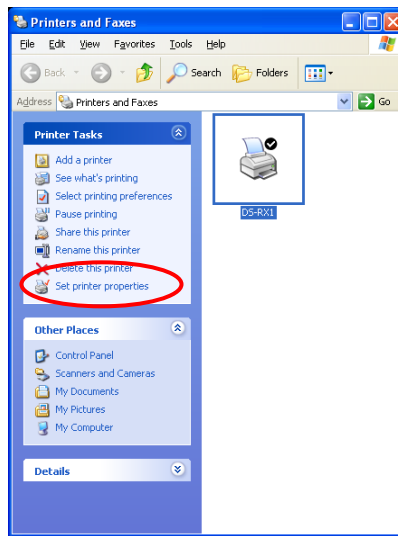 Printers and Faxes
File Edit View Favorites Tools Help
Back Search Folders
Address Printers and Faxes Go
Printer Tasks
Add a printer
See what's printing
Select printing preferences
Pause printing
Share this printer
Rename this printer
Delete this printer
Set printer properties
Other Places
Control Panel
Scanners and Cameras
My Documents
My Pictures
My Computer
Details
DS-RX1